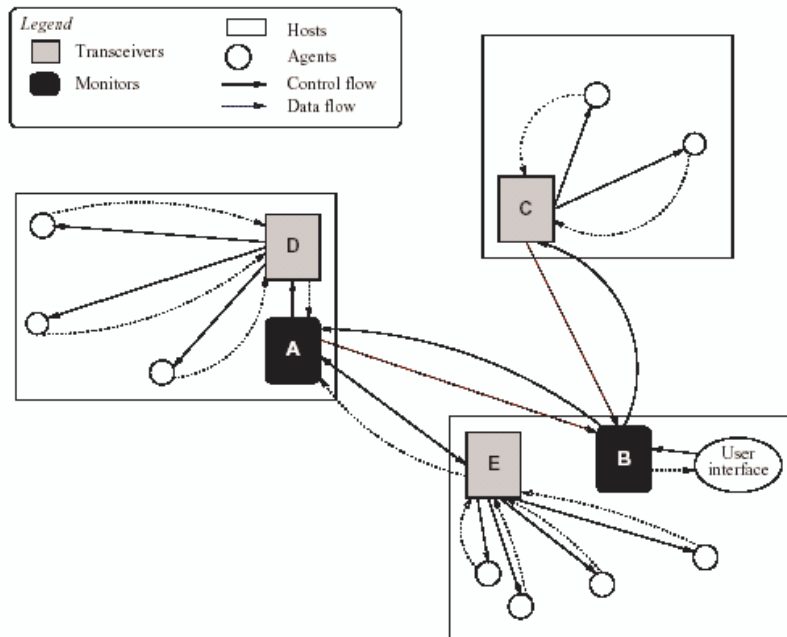 Legend
Transceivers
Monitors
Hosts
Agents
Control flow
Data flow
C
D
A
E
B
User
interface